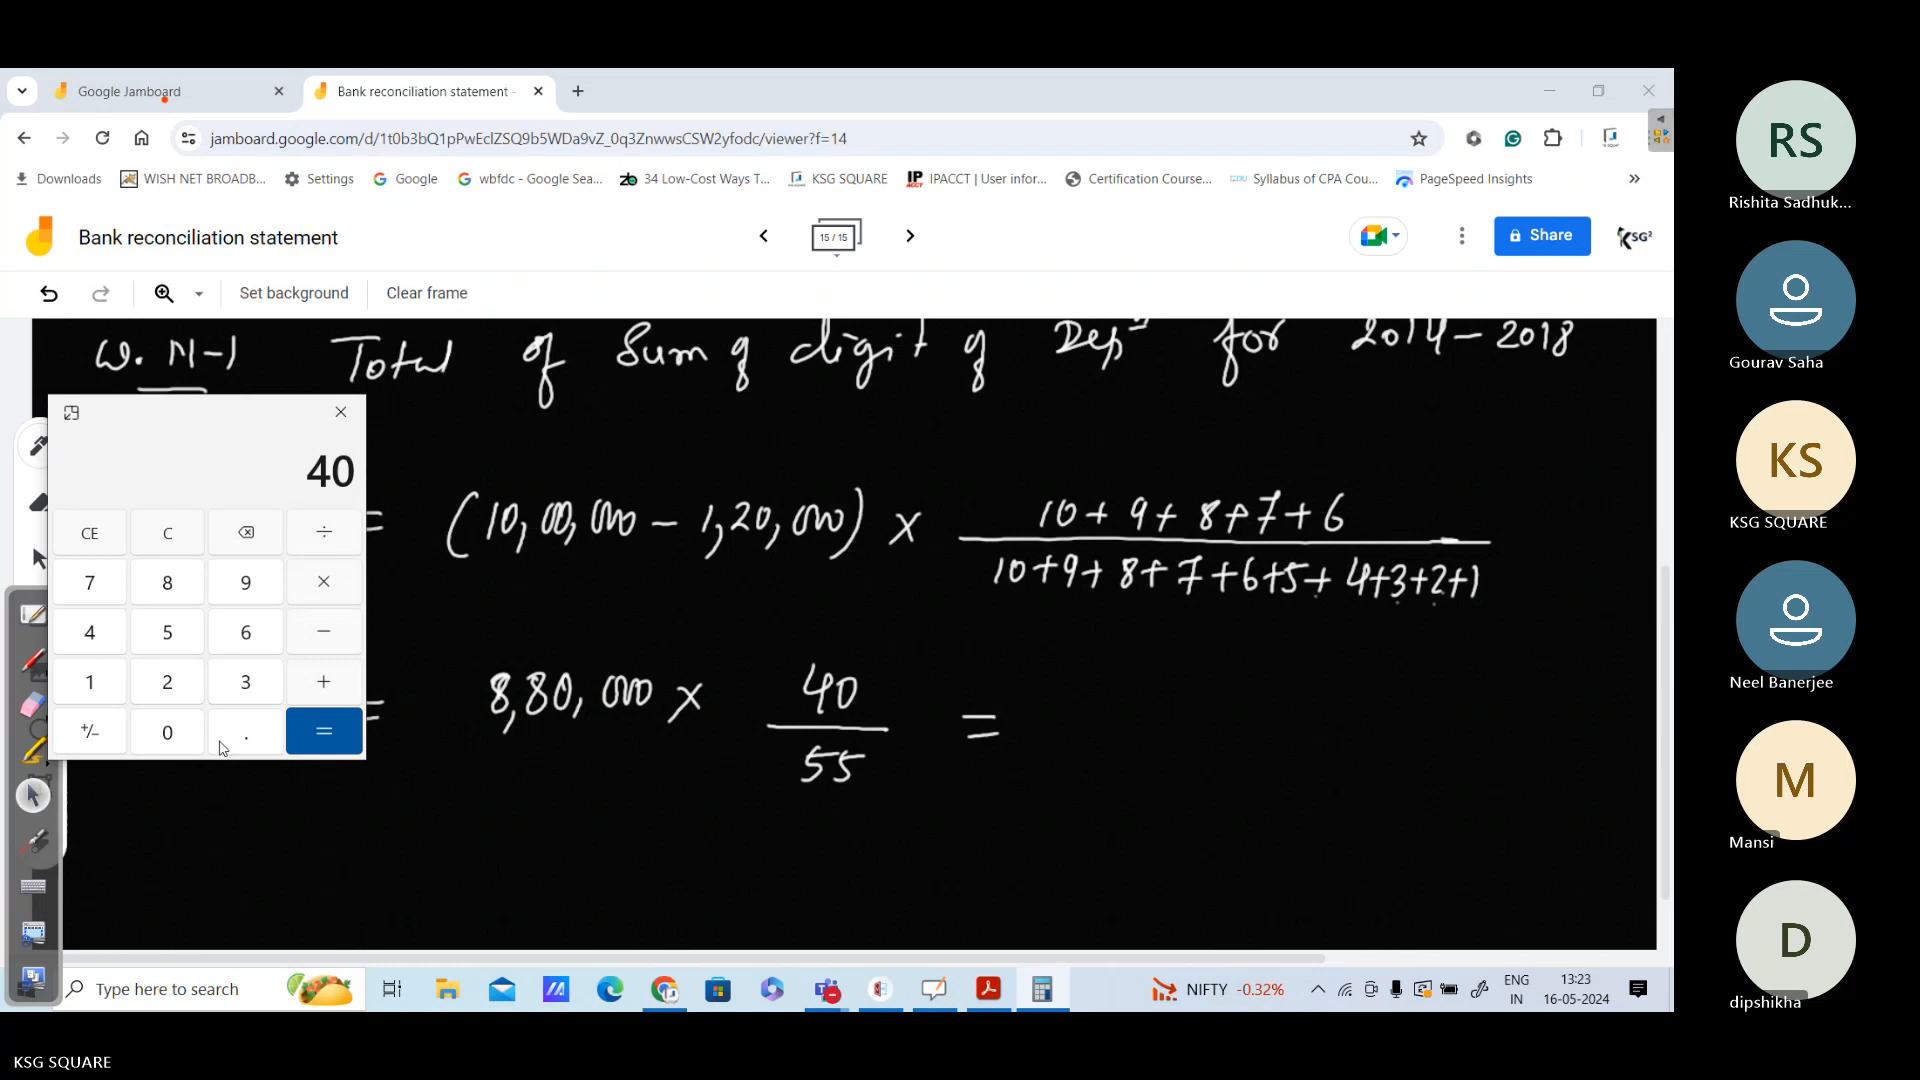 Google Jamboard
Bank reconciliation statement -
jamboard.google.com/d/1t0b3bQ1pPwEclZSQ9b5WDa9vZ_0q3ZnwwsCSW2yfodc/viewer?f=14
Downloads WISH NET BROADB... Settings Google wbfdc - Google Sea... 34 Low-Cost Ways T... KSG SQUARE IPACCT | User infor... Certification Course... Syllabus of CPA Cou... PageSpeed Insights »
Bank reconciliation statement
15 / 15
Share
KSG²
Set background Clear frame
W.N-1 Total of Sum of digit of Depⁿ for 2014-2018
40
CE C ÷
7 8 9 ×
4 5 6 −
1 2 3 +
+/− 0 . =
= (10,00,000 - 1,20,000) × 10+9+8+7+6
10+9+8+7+6+5+4+3+2+1
= 8,80,000 × 40 =
55
Type here to search
NIFTY -0.32%
ENG
IN
13:23
16-05-2024
RS
Rishita Sadhuk...
Gourav Saha
KS
KSG SQUARE
Neel Banerjee
M
Mansi
D
dipshikha
KSG SQUARE